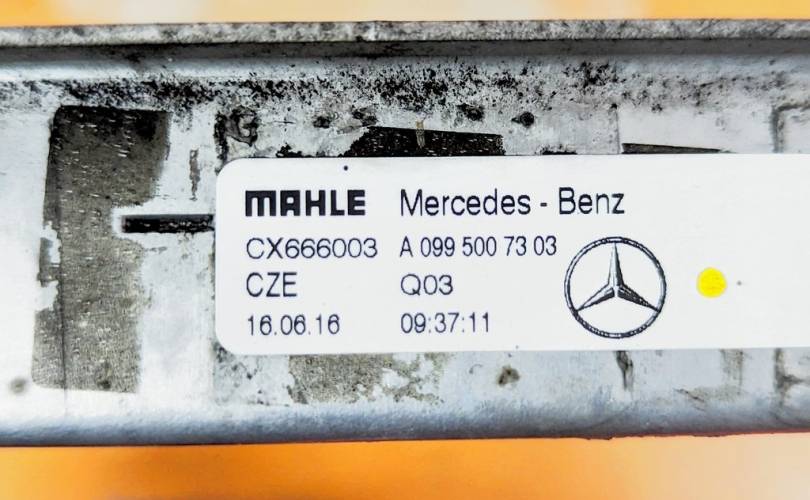 MAHLE Mercedes - Benz
CX666003 A 099 500 73 03
CZE Q03
16.06.16 09:37:11